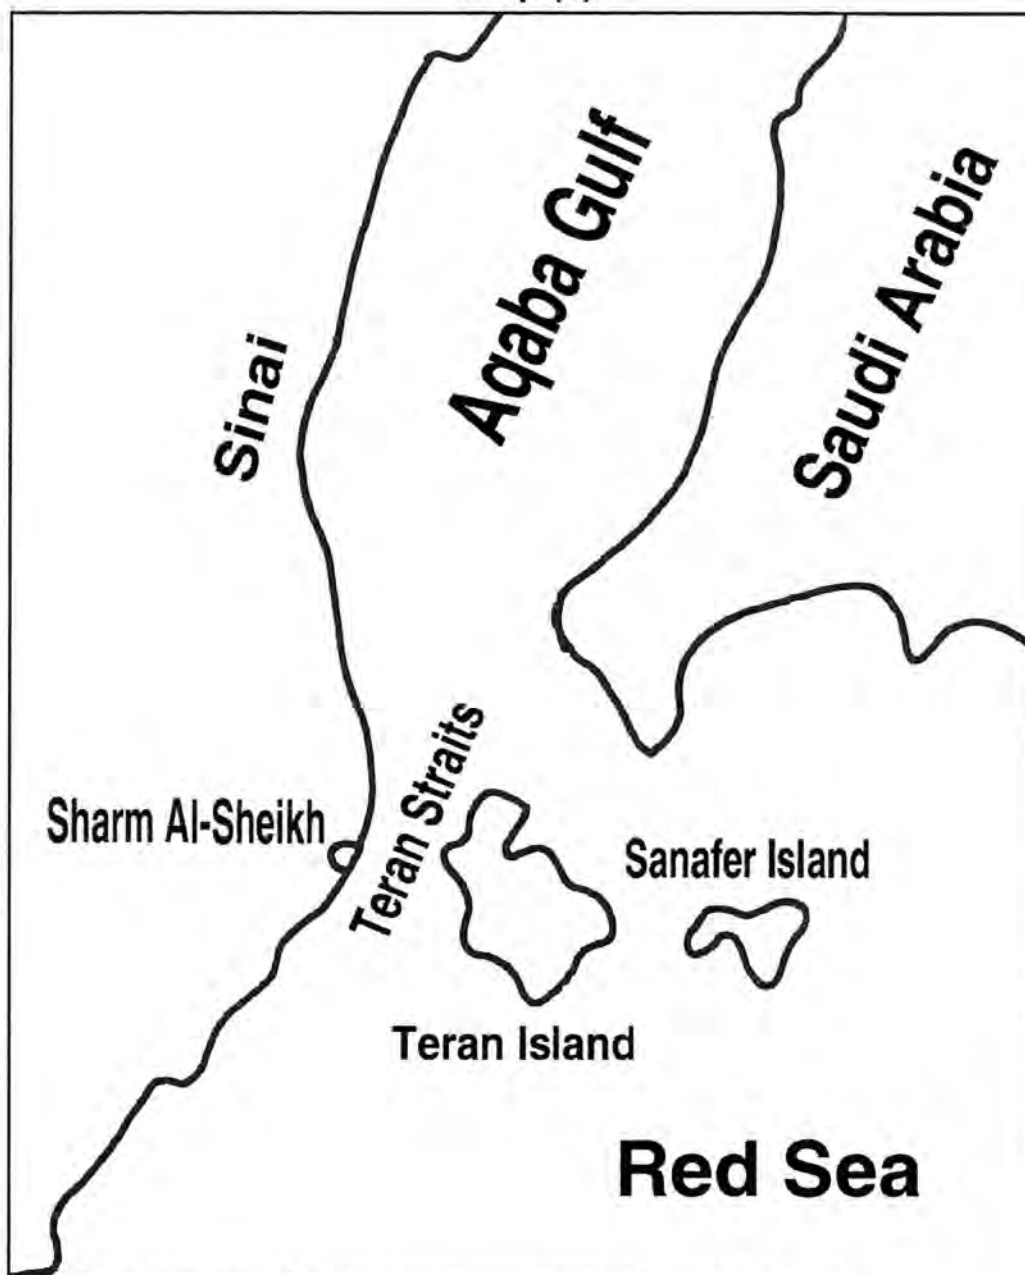 Aqaba Gulf
Saudi Arabia
Sinai
Teran Straits
Sharm Al-Sheikh
Sanafer Island
Teran Island
Red Sea